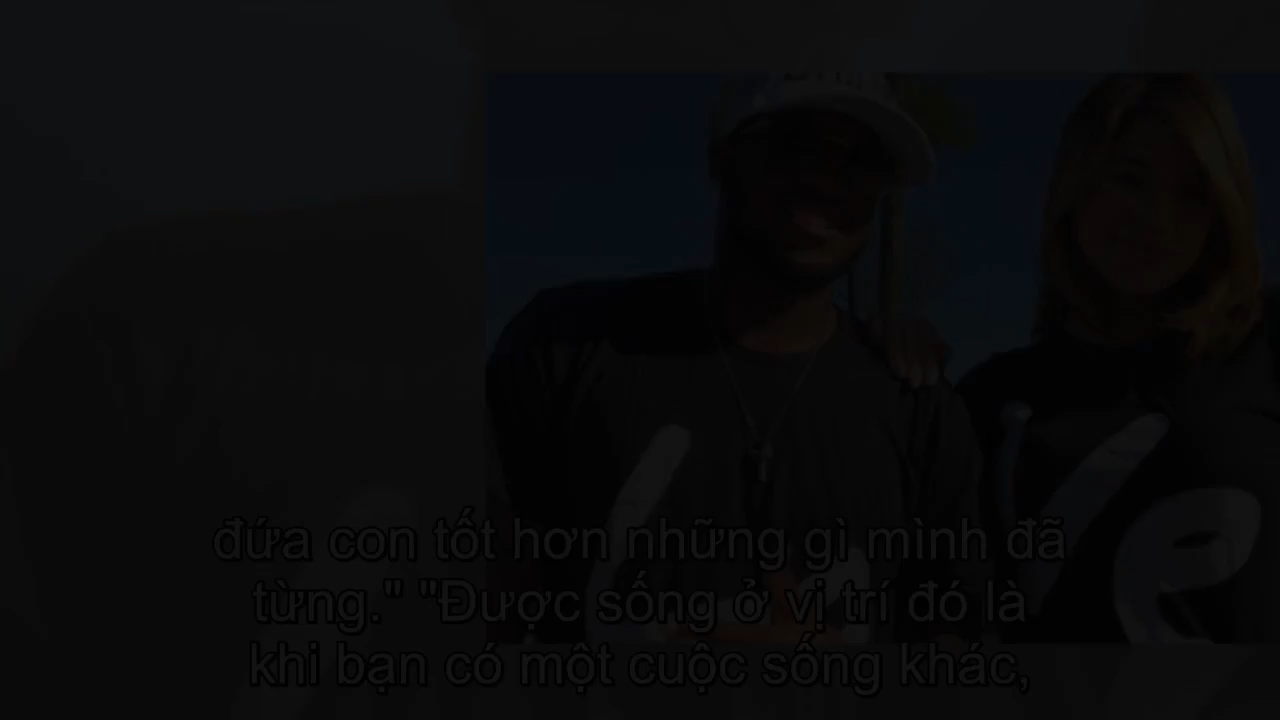 đứa con tốt hơn những gì mình đã
từng." "Được sống ở vị trí đó là
khi bạn có một cuộc sống khác,